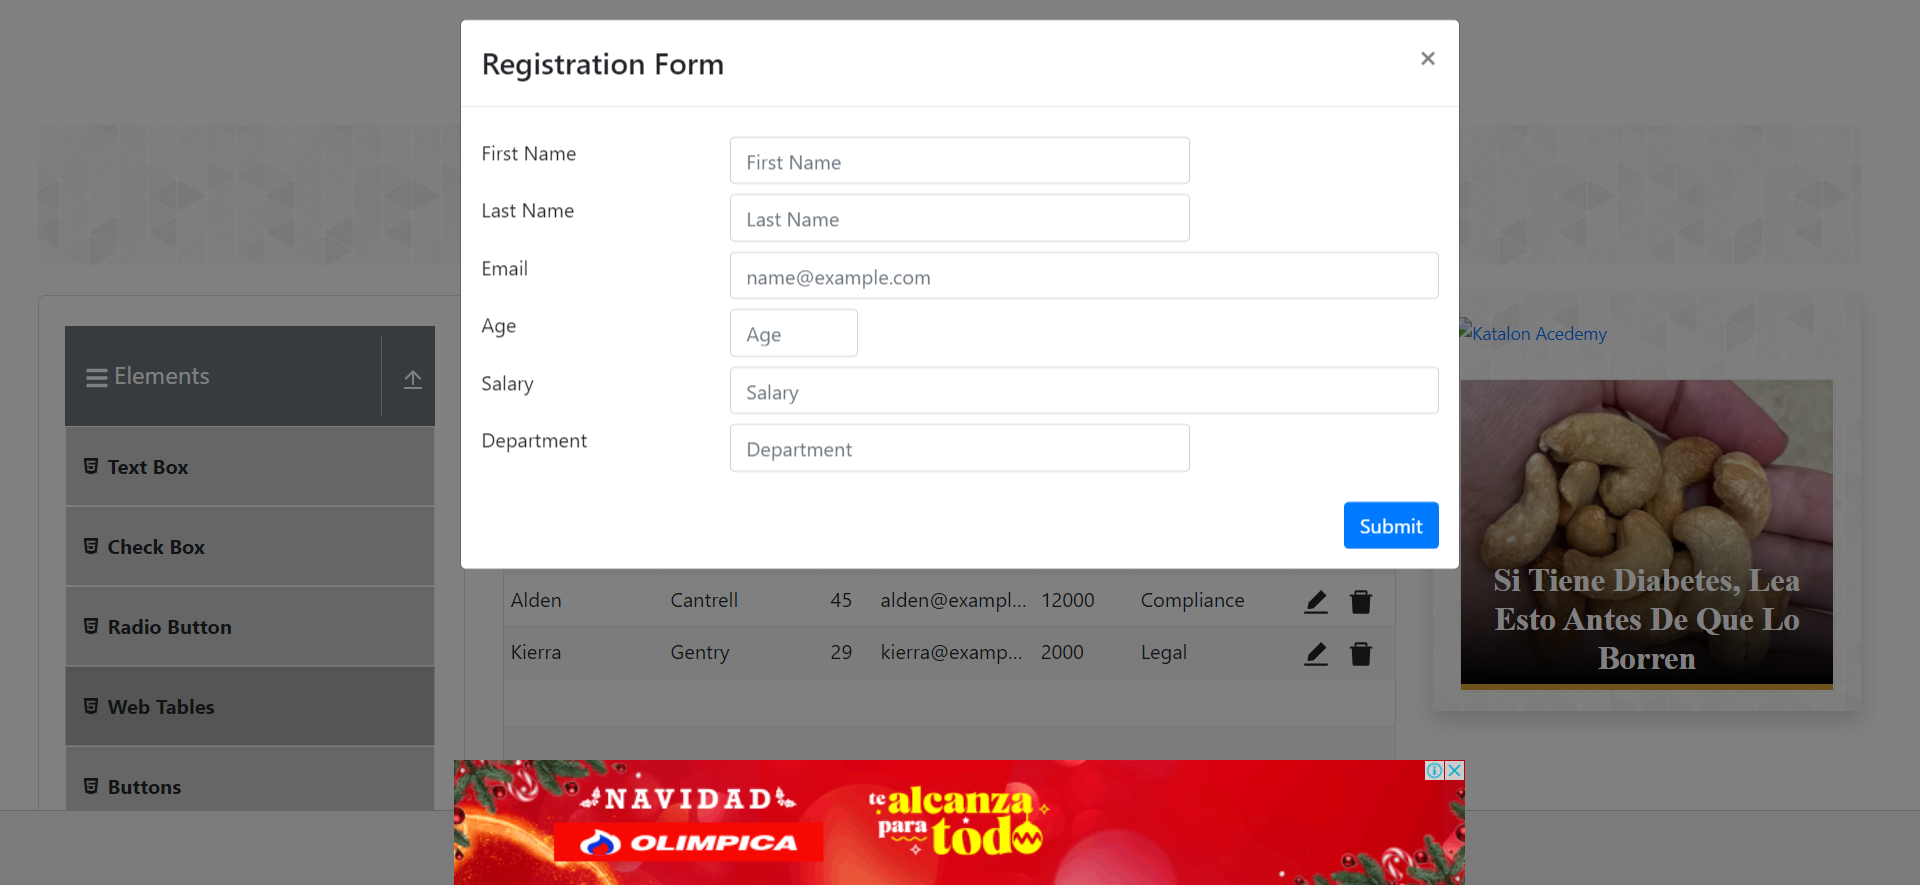 Registration Form
×
First Name
First Name
Last Name
Last Name
Email
name@example.com
Age
Age
Salary
Salary
Department
Department
Submit
Elements
Text Box
Check Box
Radio Button
Web Tables
Buttons
Alden Cantrell 45 alden@exampl... 12000 Compliance
Kierra Gentry 29 kierra@examp... 2000 Legal
Katalon Acedemy
Si Tiene Diabetes, Lea
Esto Antes De Que Lo
Borren
NAVIDAD
OLIMPICA
te alcanza
para todo